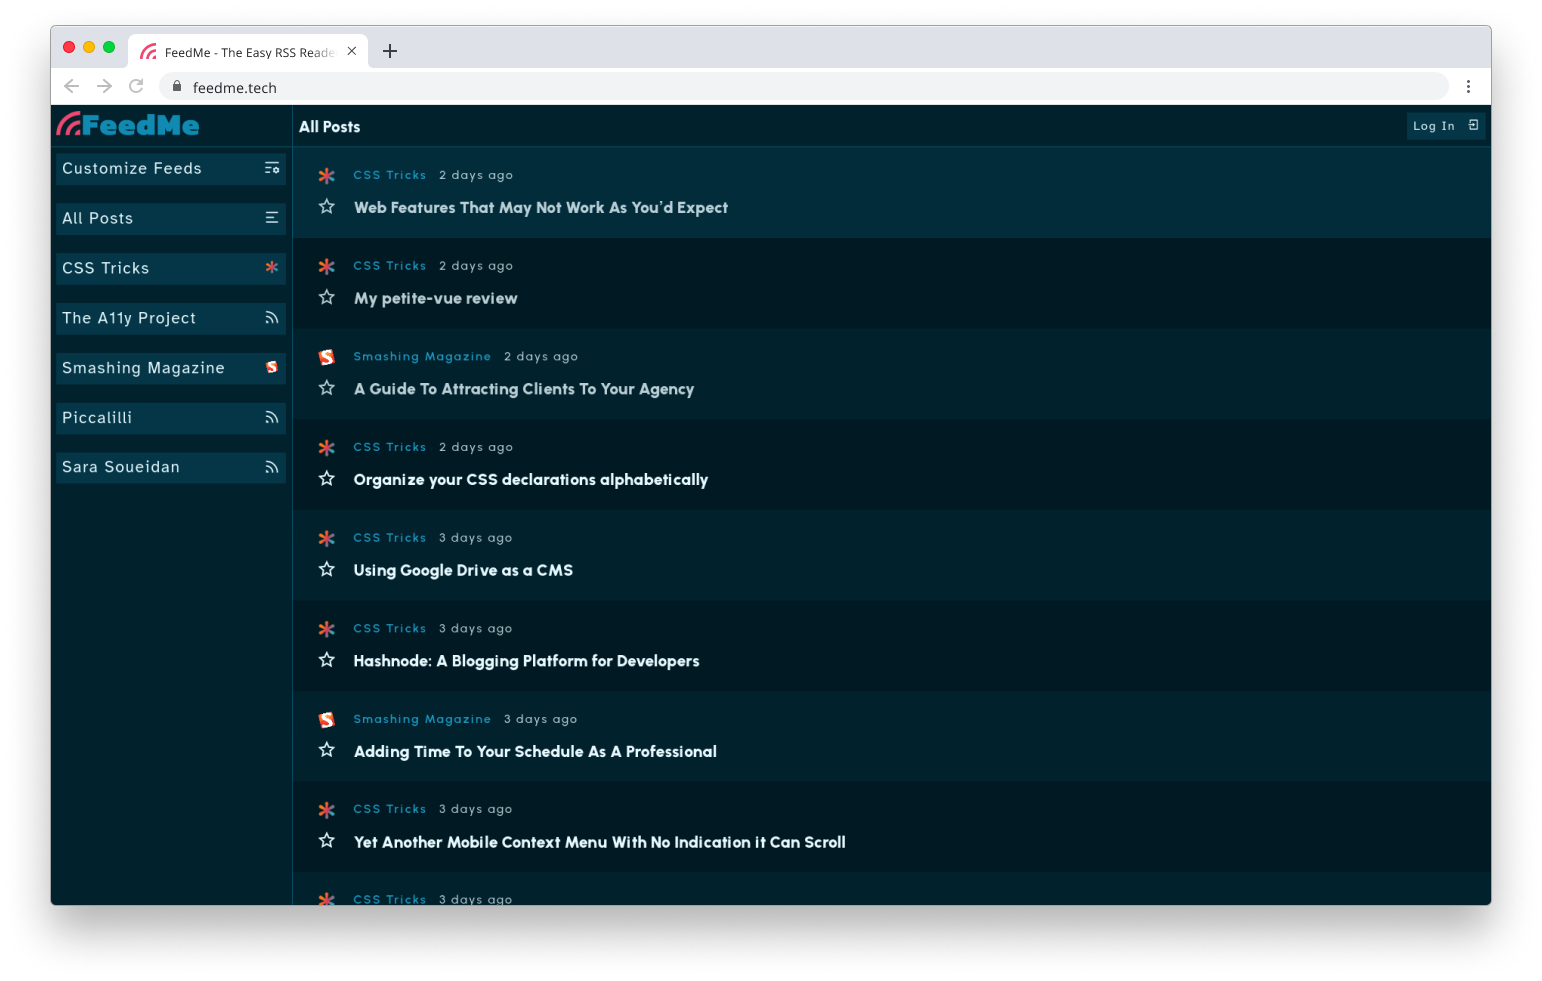 FeedMe - The Easy RSS Reade
feedme.tech
FeedMe
All Posts
Log In
Customize Feeds
All Posts
CSS Tricks
The A11y Project
Smashing Magazine
Piccalilli
Sara Soueidan
CSS Tricks 2 days ago
Web Features That May Not Work As You’d Expect
CSS Tricks 2 days ago
My petite-vue review
Smashing Magazine 2 days ago
A Guide To Attracting Clients To Your Agency
CSS Tricks 2 days ago
Organize your CSS declarations alphabetically
CSS Tricks 3 days ago
Using Google Drive as a CMS
CSS Tricks 3 days ago
Hashnode: A Blogging Platform for Developers
Smashing Magazine 3 days ago
Adding Time To Your Schedule As A Professional
CSS Tricks 3 days ago
Yet Another Mobile Context Menu With No Indication it Can Scroll
CSS Tricks 3 days ago